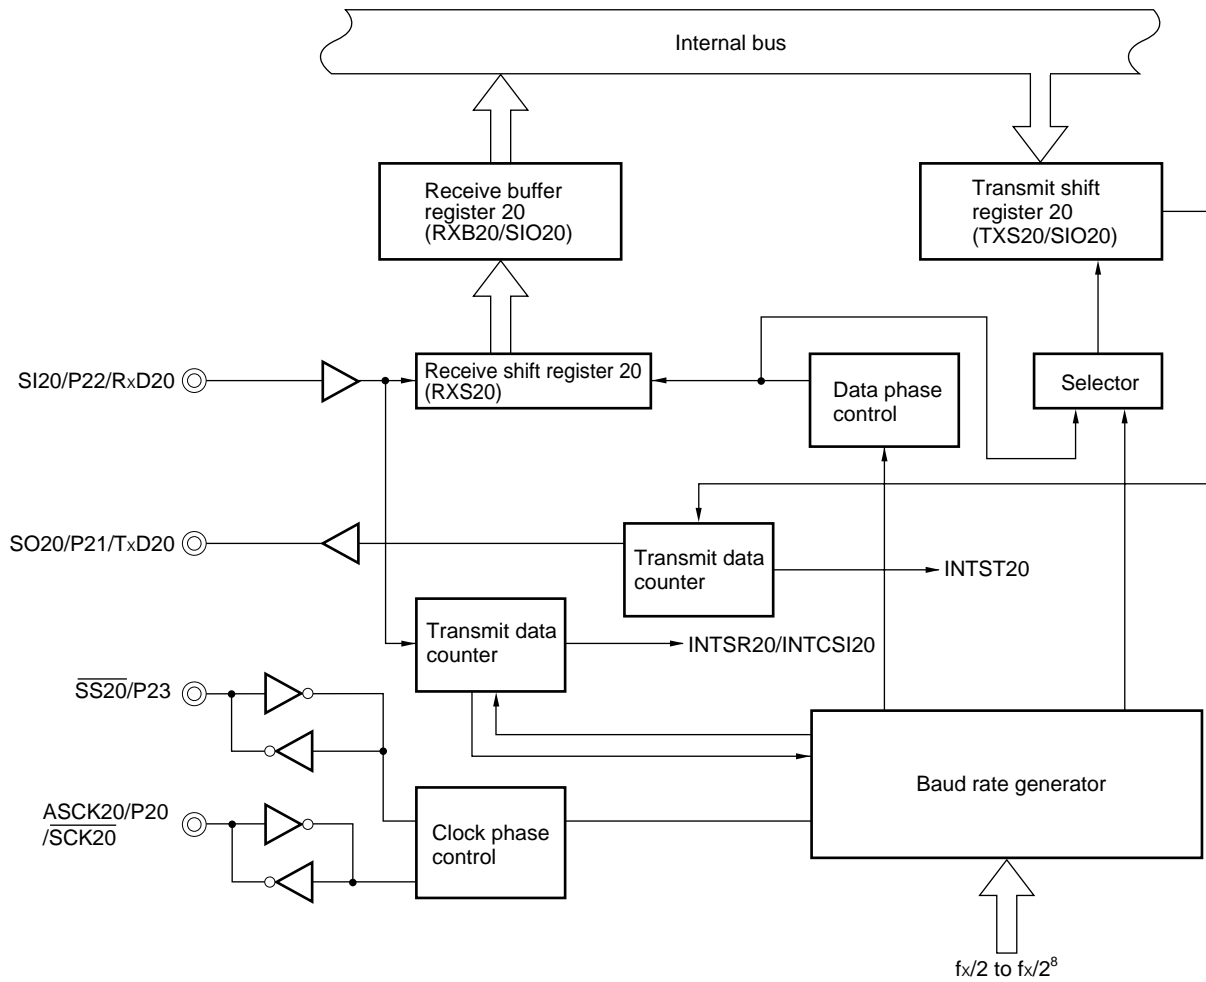 Internal bus
Receive buffer
register 20
(RXB20/SIO20)
Transmit shift
register 20
(TXS20/SIO20)
SI20/P22/RxD20
Receive shift register 20
(RXS20)
Data phase
control
Selector
SO20/P21/TxD20
Transmit data
counter
INTST20
Transmit data
counter
INTSR20/INTCSI20
SS20/P23
Baud rate generator
ASCK20/P20
/SCK20
Clock phase
control
fx/2 to fx/2⁸